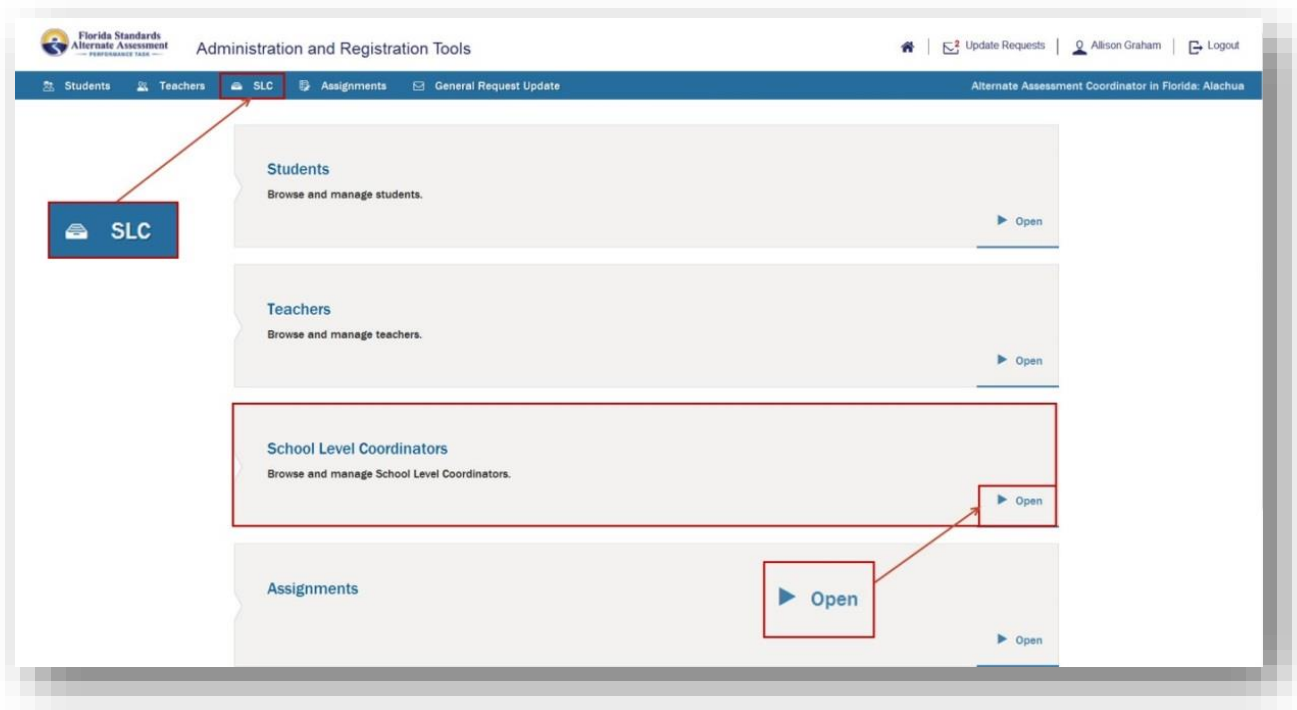 Florida Standards
Alternate Assessment
PERFORMANCE TASK
Administration and Registration Tools
2 Update Requests
Allison Graham
Logout
Students Teachers SLC Assignments General Request Update
Alternate Assessment Coordinator in Florida: Alachua
Students
Browse and manage students.
Open
SLC
Teachers
Browse and manage teachers.
Open
School Level Coordinators
Browse and manage School Level Coordinators.
Open
Assignments
Open
Open